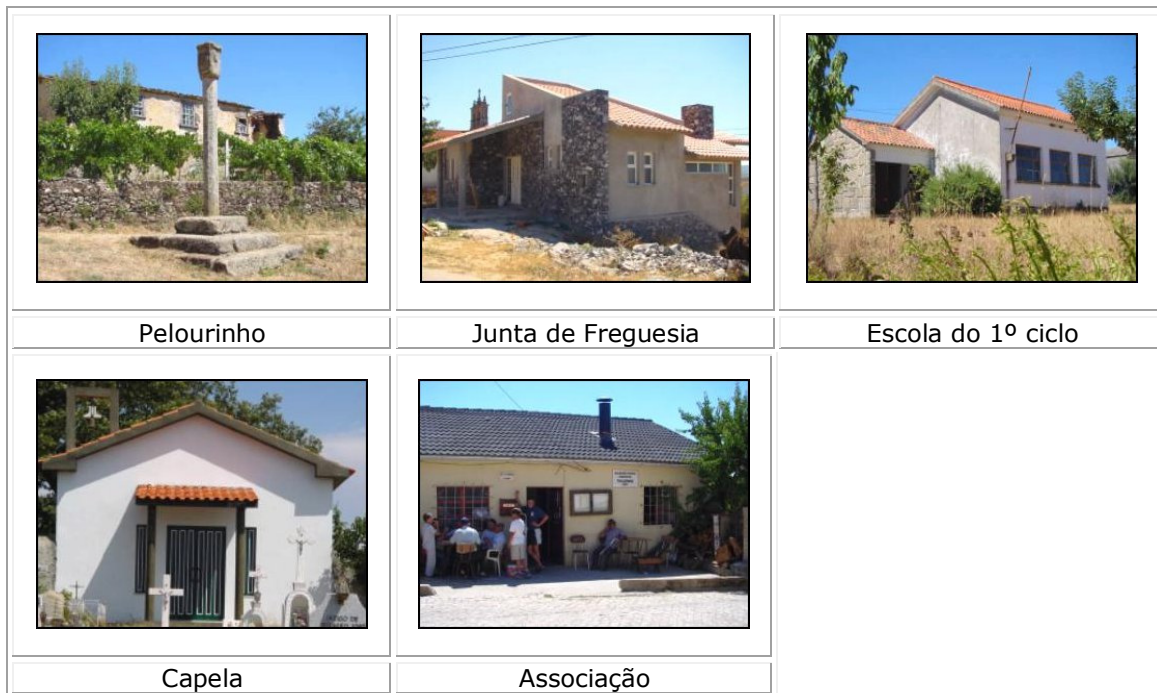 Pelourinho
Junta de Freguesia
Escola do 1º ciclo
Capela
Associação